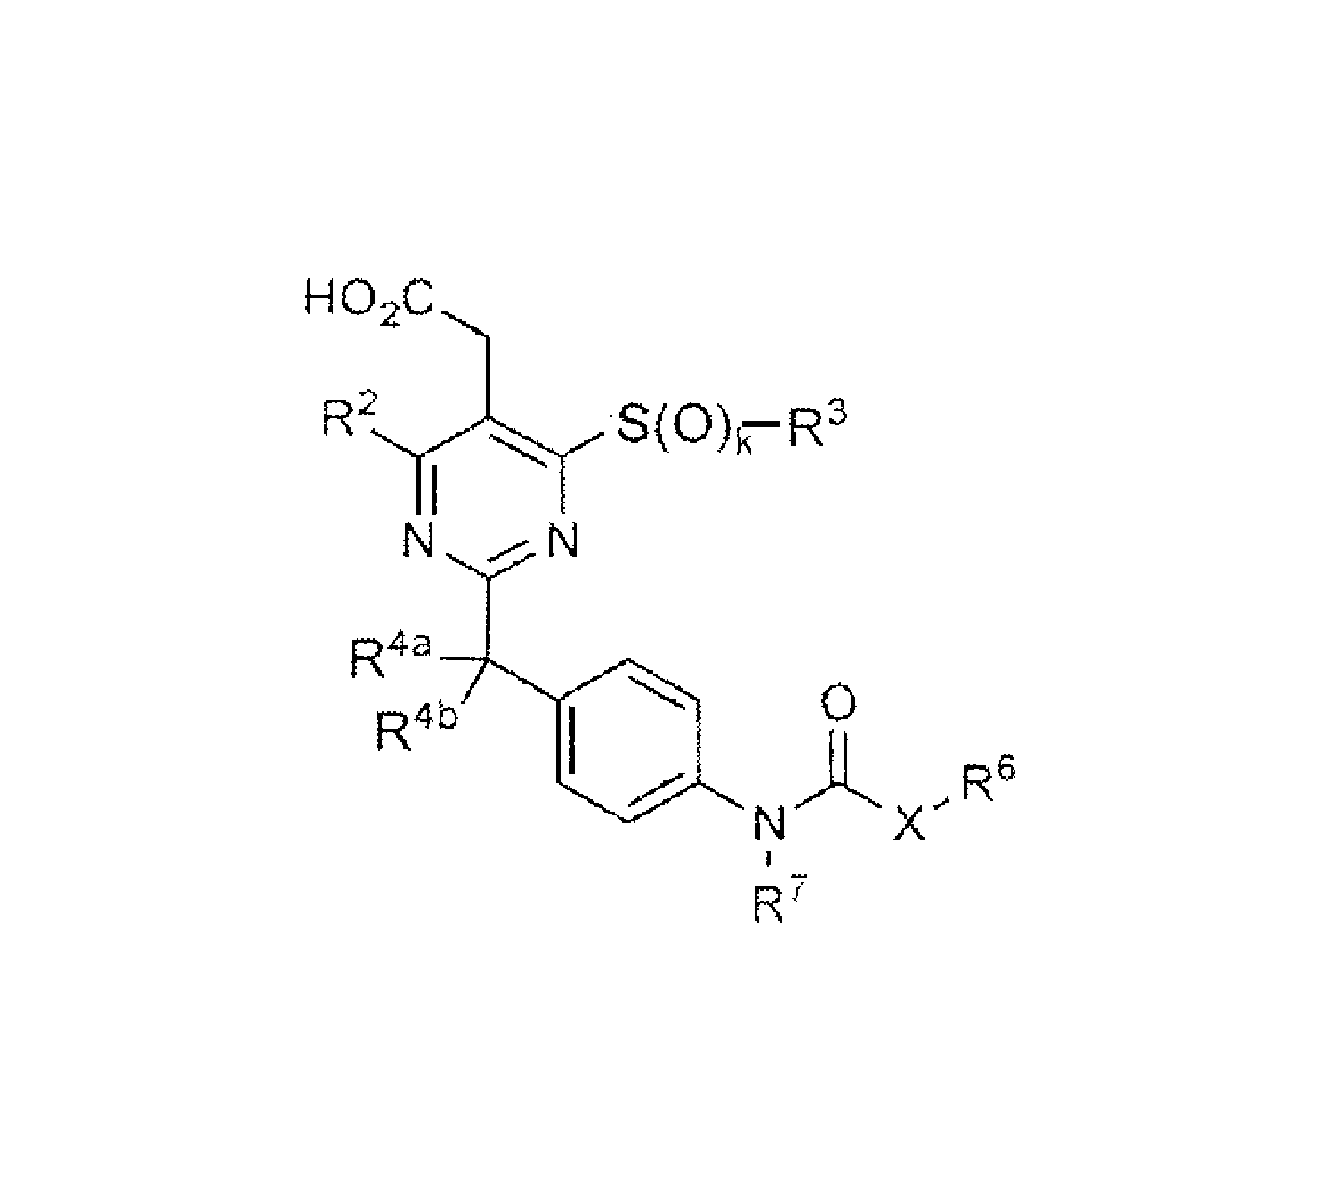 HO₂C
R² S(O)ₖ R³
N N
R⁴ᵃ
R⁴ᵇ O
R⁶
N X
R⁷